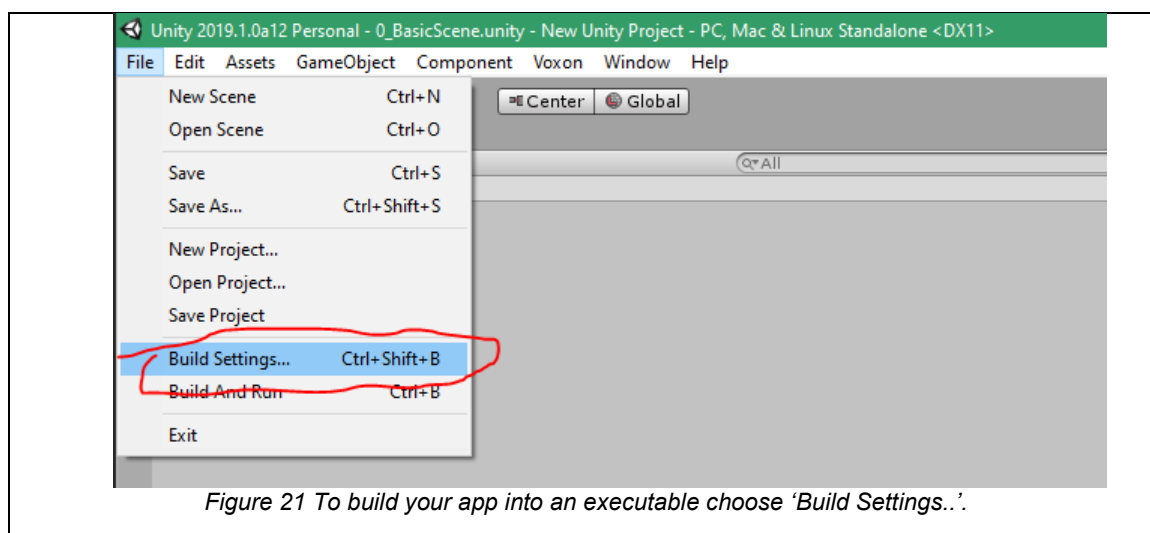 Unity 2019.1.0a12 Personal - 0_BasicScene.unity - New Unity Project - PC, Mac & Linux Standalone <DX11>
File Edit Assets GameObject Component Voxon Window Help
New Scene Ctrl+N
Center Global
Open Scene Ctrl+O
All
Save Ctrl+S
Save As... Ctrl+Shift+S
New Project...
Open Project...
Save Project
Build Settings... Ctrl+Shift+B
Build And Run Ctrl+B
Exit
Figure 21 To build your app into an executable choose ‘Build Settings..’.